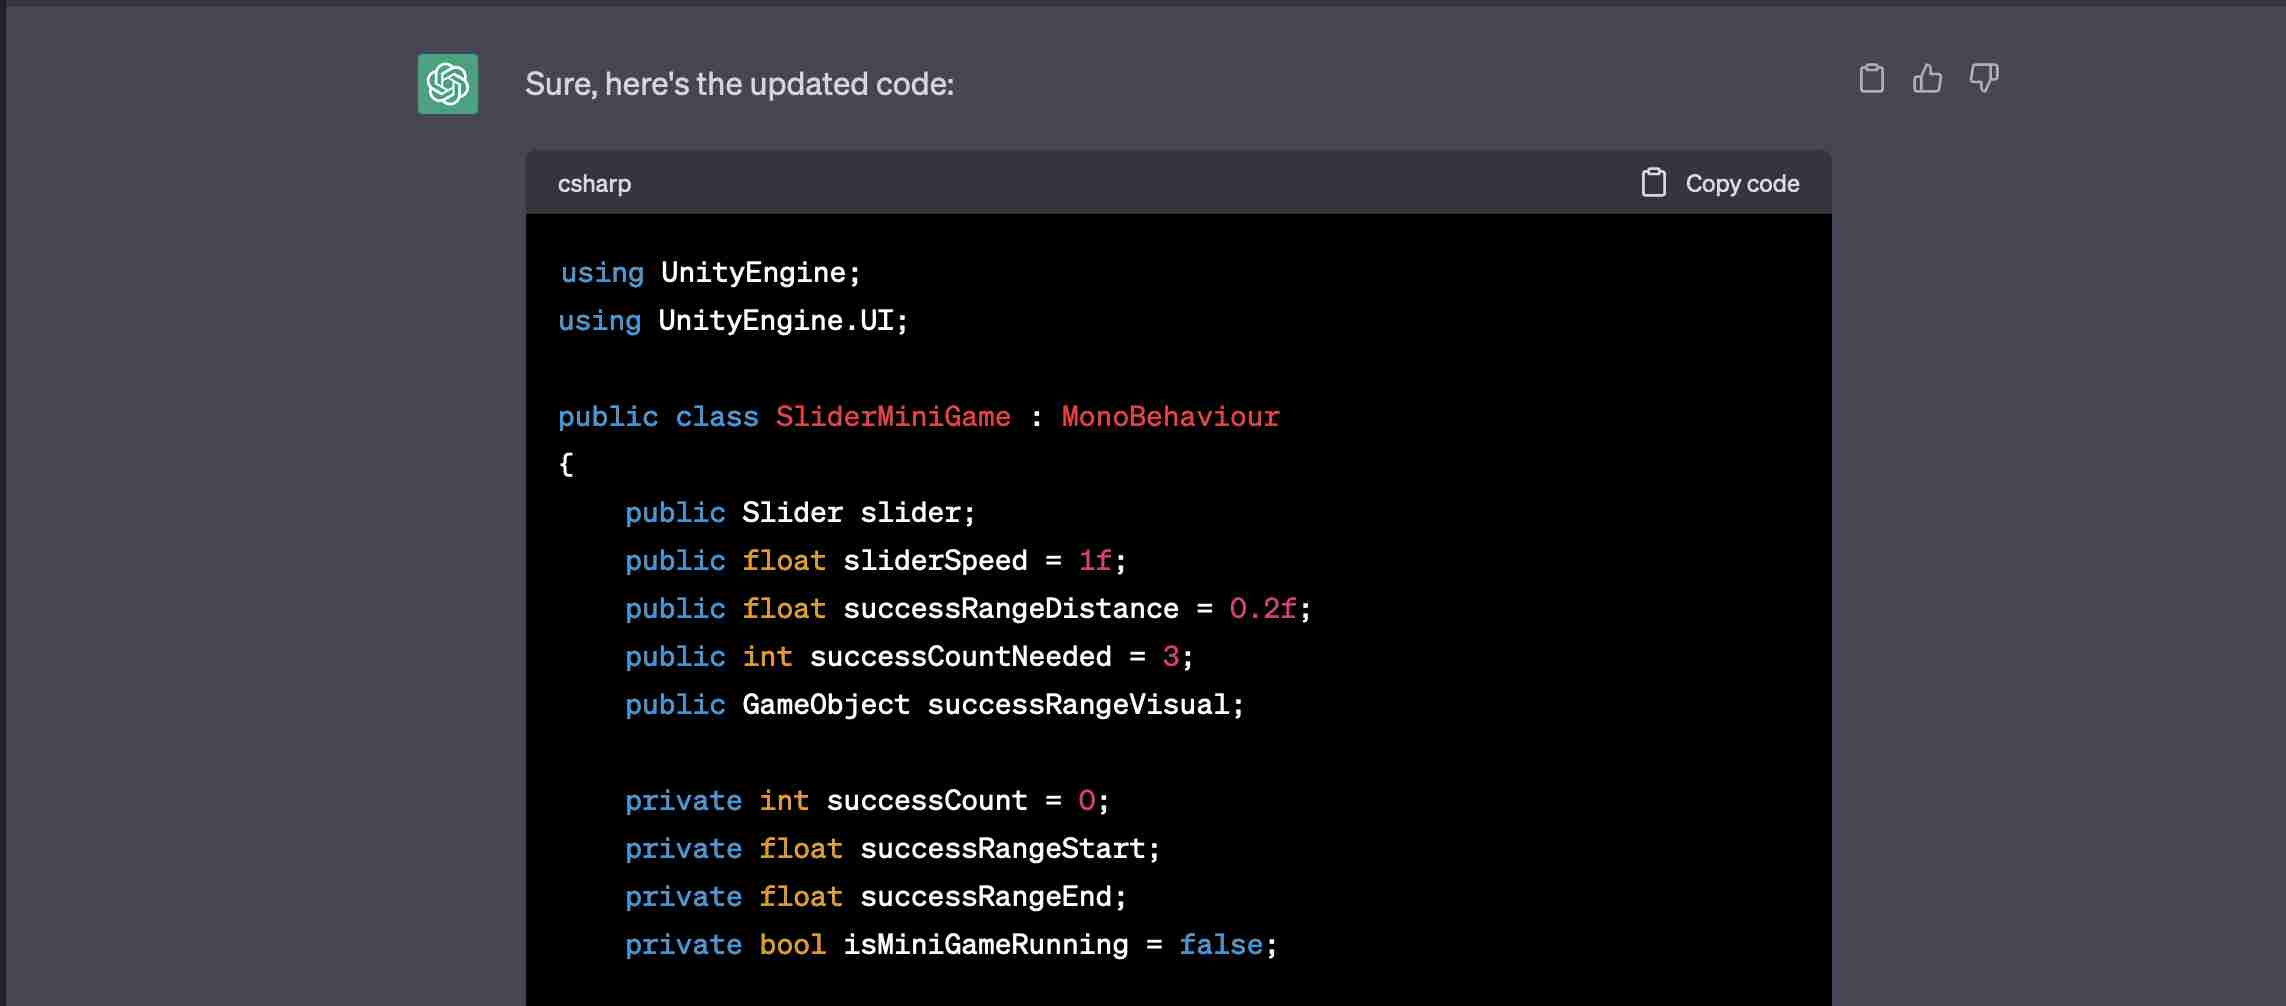 Sure, here's the updated code:
csharp
Copy code
using UnityEngine;
using UnityEngine.UI;
public class SliderMiniGame : MonoBehaviour
{
    public Slider slider;
    public float sliderSpeed = 1f;
    public float successRangeDistance = 0.2f;
    public int successCountNeeded = 3;
    public GameObject successRangeVisual;
    private int successCount = 0;
    private float successRangeStart;
    private float successRangeEnd;
    private bool isMiniGameRunning = false;